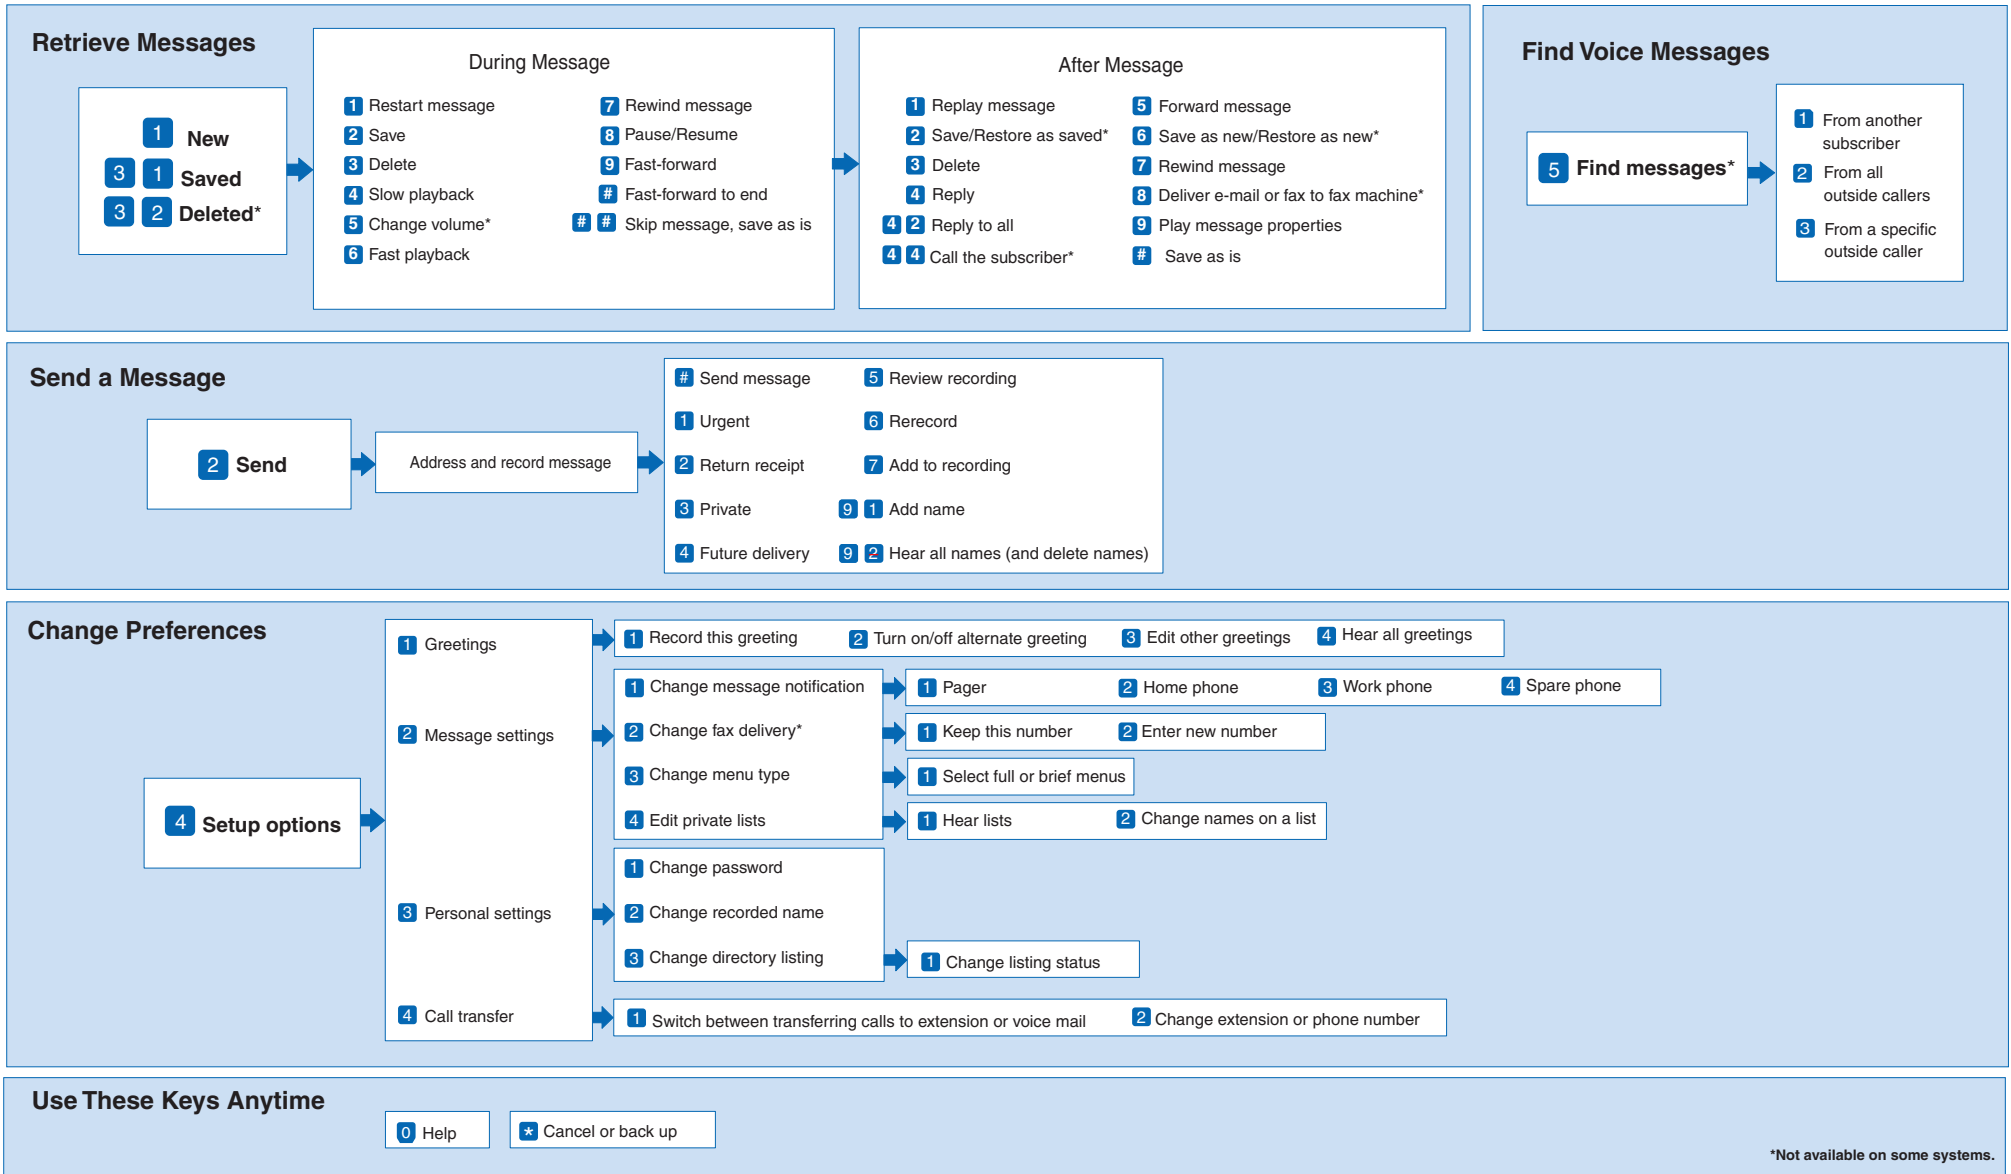 Retrieve Messages
1 New
3 1 Saved
3 2 Deleted*
During Message
1 Restart message
2 Save
3 Delete
4 Slow playback
5 Change volume*
6 Fast playback
7 Rewind message
8 Pause/Resume
9 Fast-forward
# Fast-forward to end
# # Skip message, save as is
After Message
1 Replay message
2 Save/Restore as saved*
3 Delete
4 Reply
4 2 Reply to all
4 4 Call the subscriber*
5 Forward message
6 Save as new/Restore as new*
7 Rewind message
8 Deliver e-mail or fax to fax machine*
9 Play message properties
# Save as is
Find Voice Messages
5 Find messages*
1 From another
subscriber
2 From all
outside callers
3 From a specific
outside caller
Send a Message
2 Send
Address and record message
# Send message
1 Urgent
2 Return receipt
3 Private
4 Future delivery
5 Review recording
6 Rerecord
7 Add to recording
9 1 Add name
9 2 Hear all names (and delete names)
Change Preferences
4 Setup options
1 Greetings
1 Record this greeting
2 Turn on/off alternate greeting
3 Edit other greetings
4 Hear all greetings
2 Message settings
1 Change message notification
1 Pager
2 Home phone
3 Work phone
4 Spare phone
2 Change fax delivery*
1 Keep this number
2 Enter new number
3 Change menu type
1 Select full or brief menus
4 Edit private lists
1 Hear lists
2 Change names on a list
3 Personal settings
1 Change password
2 Change recorded name
3 Change directory listing
1 Change listing status
4 Call transfer
1 Switch between transferring calls to extension or voice mail
2 Change extension or phone number
Use These Keys Anytime
0 Help
* Cancel or back up
*Not available on some systems.